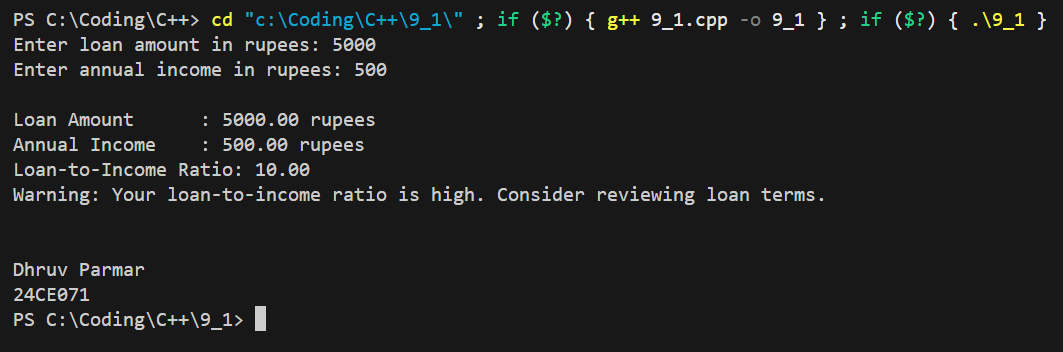 PS C:\Coding\C++> cd "c:\Coding\C++\9_1\" ; if ($?) { g++ 9_1.cpp -o 9_1 } ; if ($?) { .\9_1 }
Enter loan amount in rupees: 5000
Enter annual income in rupees: 500
Loan Amount      : 5000.00 rupees
Annual Income    : 500.00 rupees
Loan-to-Income Ratio: 10.00
Warning: Your loan-to-income ratio is high. Consider reviewing loan terms.
Dhruv Parmar
24CE071
PS C:\Coding\C++\9_1>